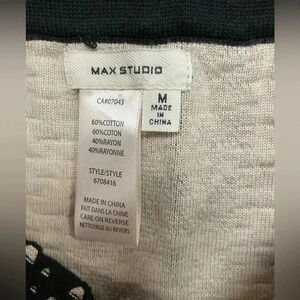 MAX STUDIO
M
MADE IN
CHINA
CA#07043
60%COTTON
60%COTON
40%RAYON
40%RAYONNE
STYLE/STYLE
6708416
MADE IN CHINA
FAIT DANS LA CHINE
CARE ON REVERSE
NETTOYAGE AU REVERS